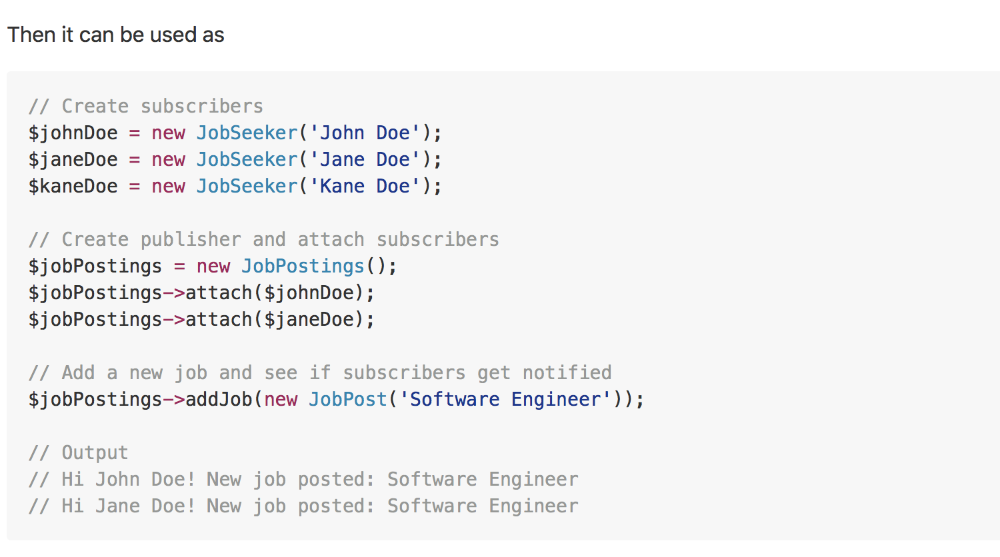 Then it can be used as
// Create subscribers
$johnDoe = new JobSeeker('John Doe');
$janeDoe = new JobSeeker('Jane Doe');
$kaneDoe = new JobSeeker('Kane Doe');
// Create publisher and attach subscribers
$jobPostings = new JobPostings();
$jobPostings->attach($johnDoe);
$jobPostings->attach($janeDoe);
// Add a new job and see if subscribers get notified
$jobPostings->addJob(new JobPost('Software Engineer'));
// Output
// Hi John Doe! New job posted: Software Engineer
// Hi Jane Doe! New job posted: Software Engineer